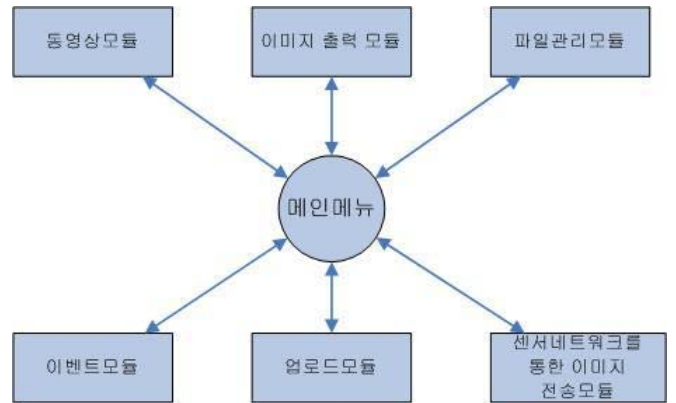 동영상모듈
이미지 출력 모듈
파일관리모듈
메인메뉴
이벤트모듈
업로드모듈
센서네트워크를
통한 이미지
전송모듈